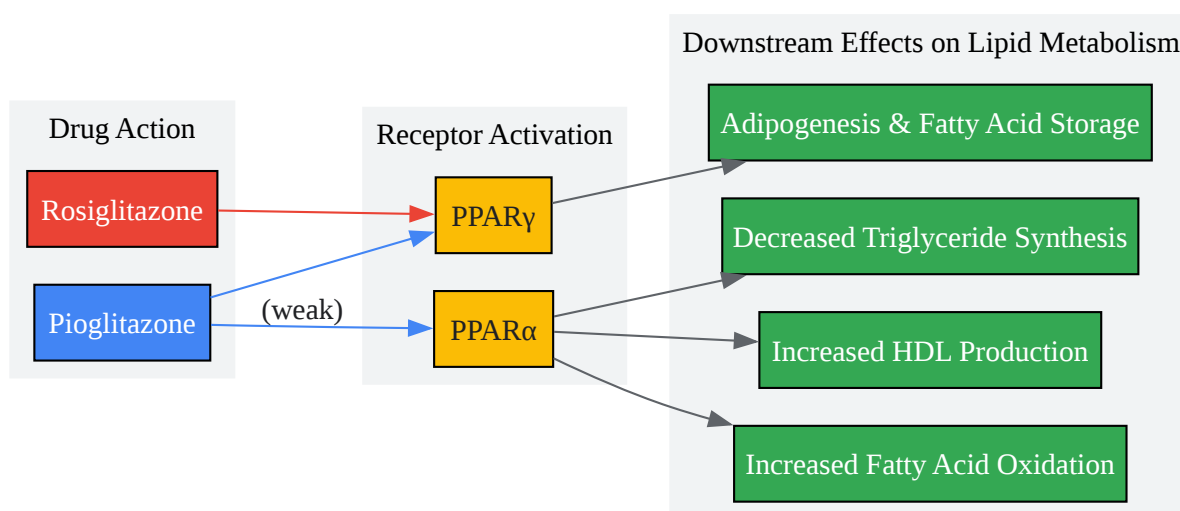 Drug Action
Rosiglitazone
Pioglitazone
(weak)
Receptor Activation
PPARγ
PPARα
Downstream Effects on Lipid Metabolism
Adipogenesis & Fatty Acid Storage
Decreased Triglyceride Synthesis
Increased HDL Production
Increased Fatty Acid Oxidation